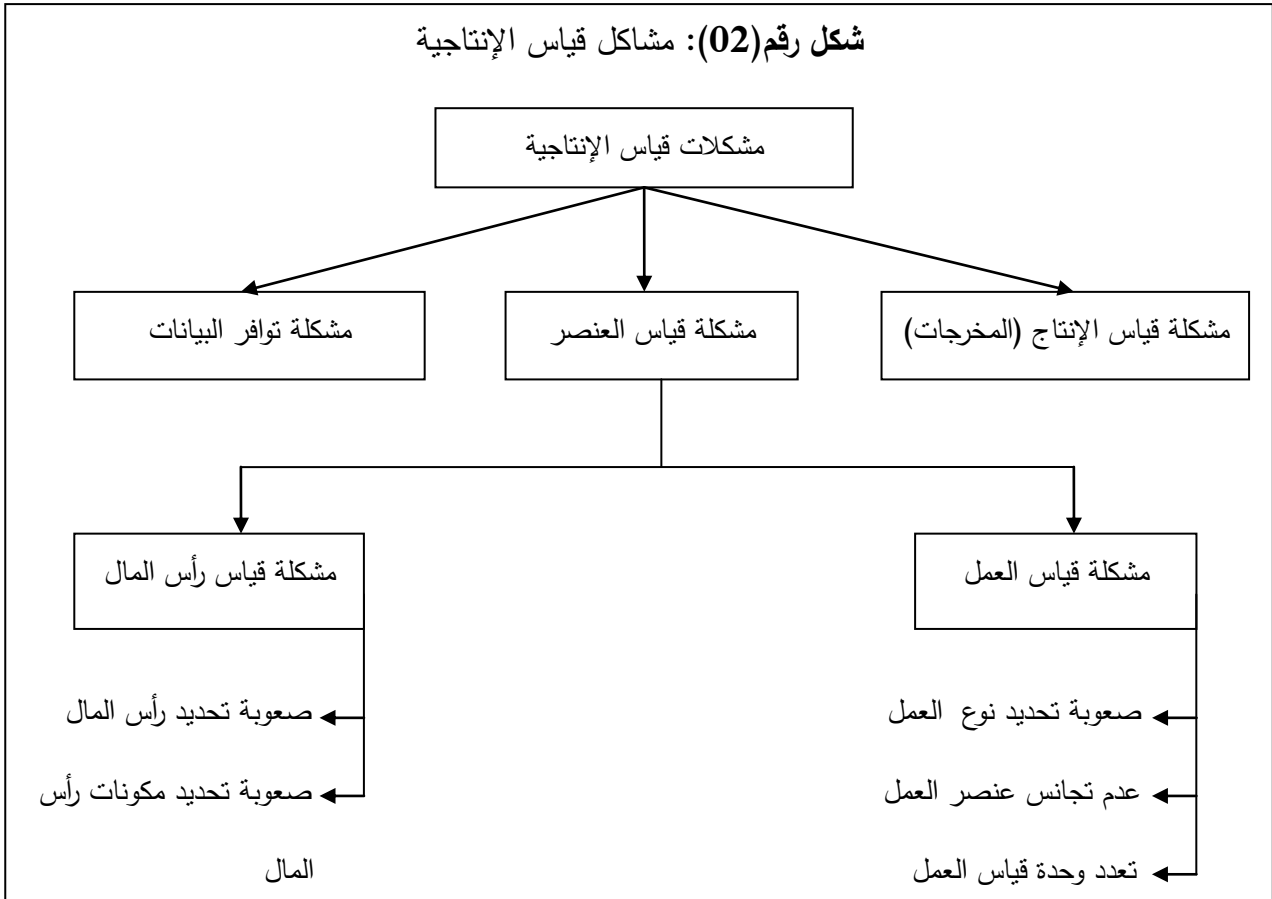 شكل رقم(02): مشاكل قياس الإنتاجية
مشكلات قياس الإنتاجية
مشكلة قياس الإنتاج (المخرجات)
مشكلة قياس العنصر
مشكلة توافر البيانات
مشكلة قياس العمل
مشكلة قياس رأس المال
صعوبة تحديد نوع العمل
عدم تجانس عنصر العمل
تعدد وحدة قياس العمل
صعوبة تحديد رأس المال
صعوبة تحديد مكونات رأس
المال